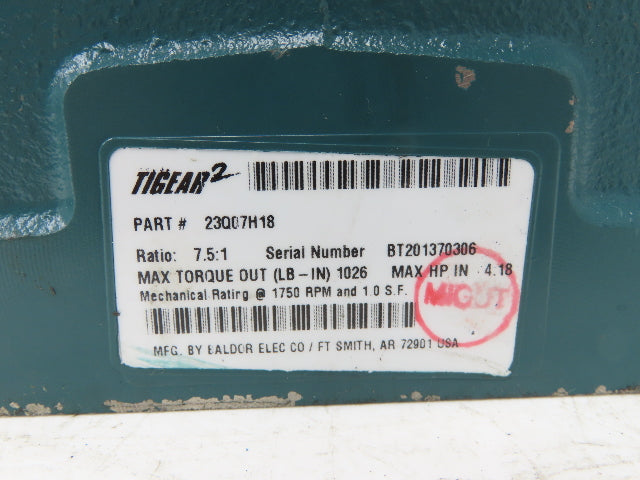 TIGEAR2
PART # 23Q07H18
Ratio: 7.5:1 Serial Number BT201370306
MAX TORQUE OUT (LB-IN) 1026 MAX HP IN 4.18
Mechanical Rating @ 1750 RPM and 1.0 S.F.
MIGUT
MFG. BY BALDOR ELEC CO / FT SMITH, AR 72901 USA